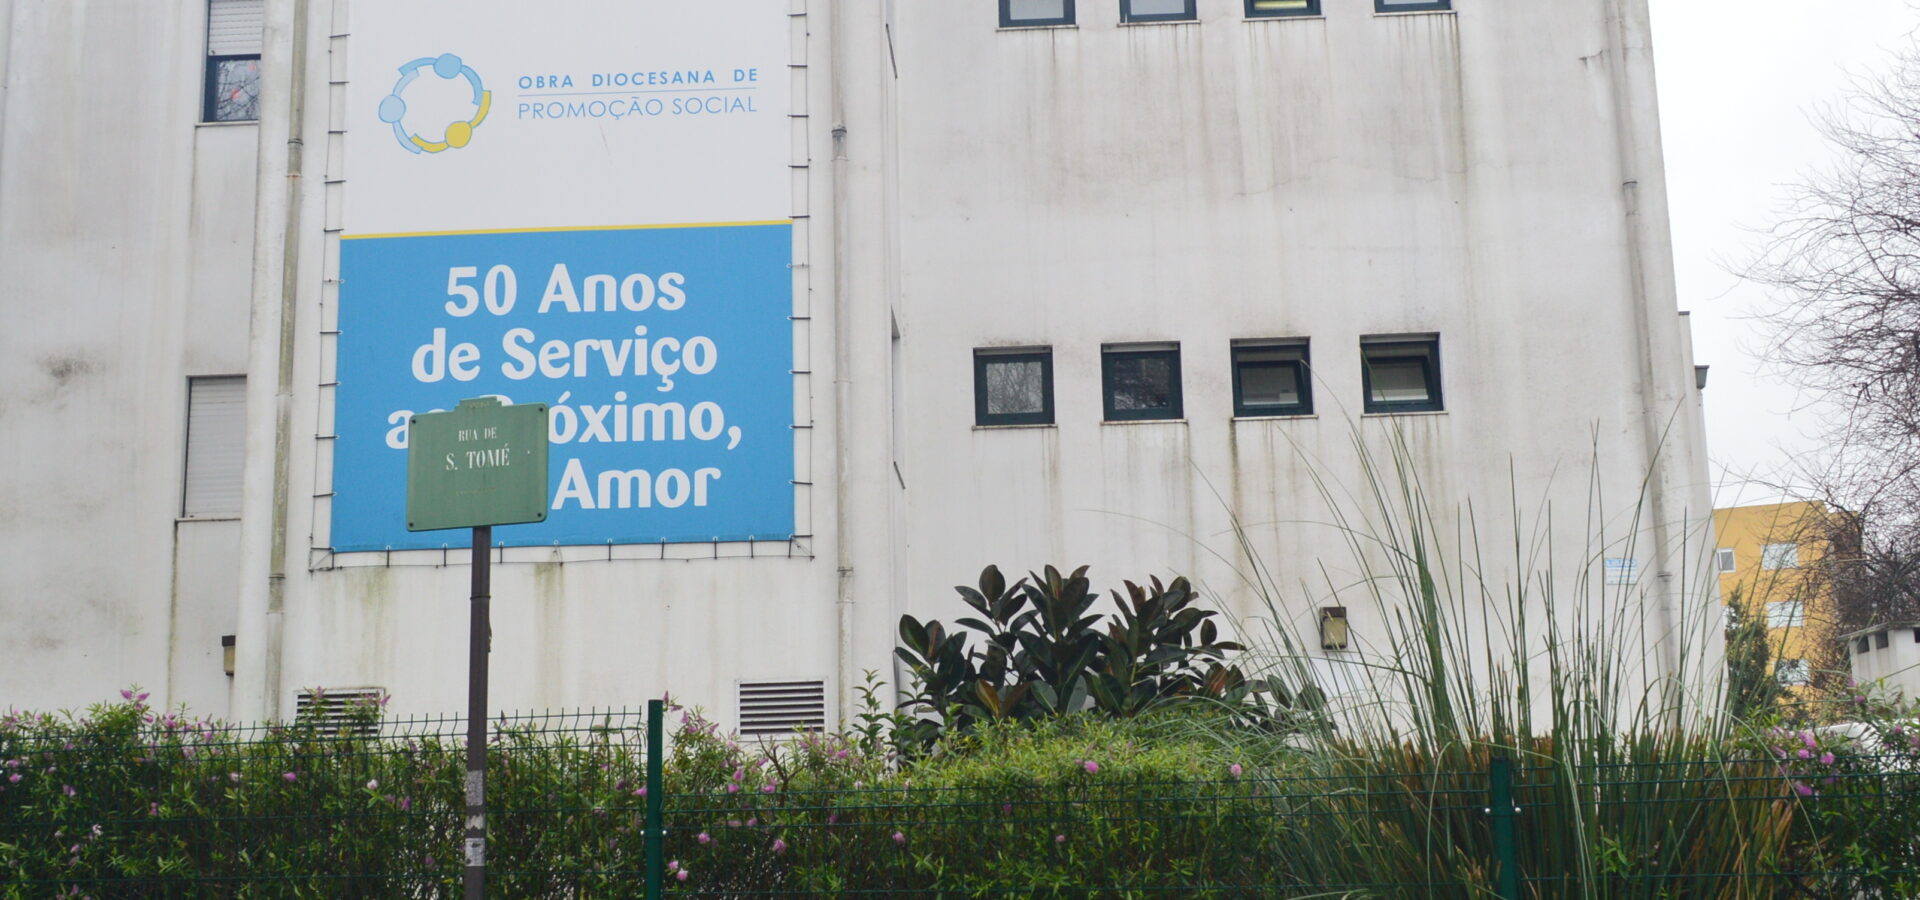 OBRA DIOCESANA DE
PROMOÇÃO SOCIAL
50 Anos
de Serviço
óximo,
Amor
RUA DE
S. TOMÉ